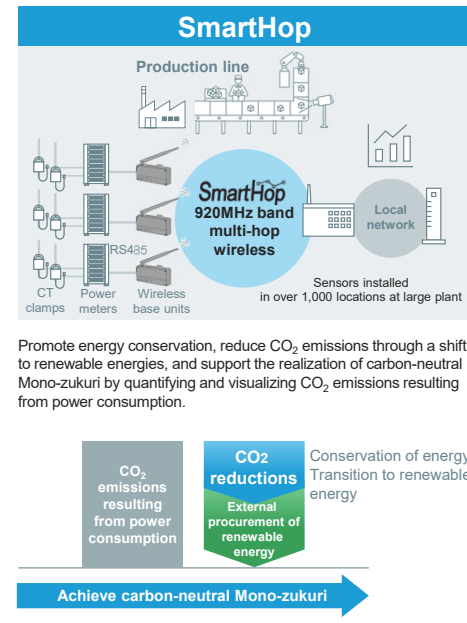 SmartHop
Production line
SmartHop
920MHz band
multi-hop
wireless
Local
network
RS485
CT
clamps
Power
meters
Wireless
base units
Sensors installed
in over 1,000 locations at large plant
Promote energy conservation, reduce CO₂ emissions through a shift
to renewable energies, and support the realization of carbon-neutral
Mono-zukuri by quantifying and visualizing CO₂ emissions resulting
from power consumption.
CO₂
emissions
resulting
from power
consumption
CO2
reductions
External
procurement of
renewable
energy
Conservation of energy
Transition to renewable
energy
Achieve carbon-neutral Mono-zukuri